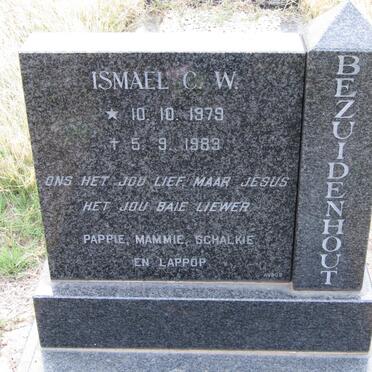 ISMAEL C. W.
* 10. 10. 1979
† 5. 9. 1983
ONS HET JOU LIEF, MAAR JESUS
HET JOU BAIE LIEWER
PAPPIE, MAMMIE, SCHALKIE
EN LAPPOP
BEZUIDENHOUT